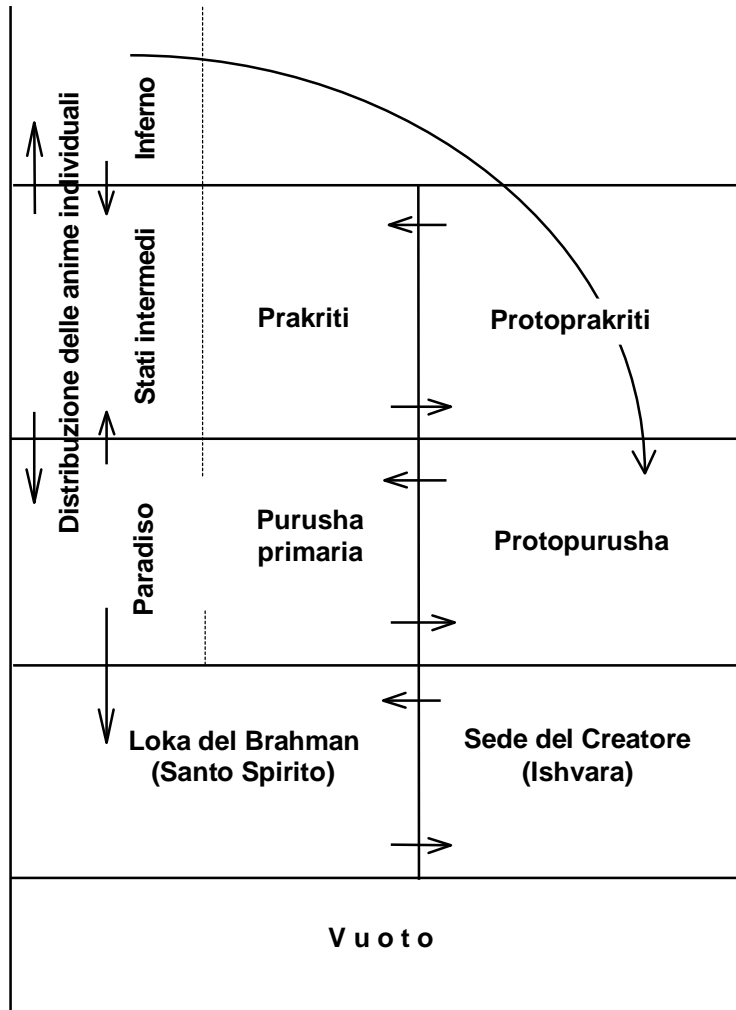 Distribuzione delle anime individuali
Inferno
Stati intermedi
Paradiso
Prakriti
Protoprakriti
Purusha
primaria
Protopurusha
Loka del Brahman
(Santo Spirito)
Sede del Creatore
(Ishvara)
V u o t o